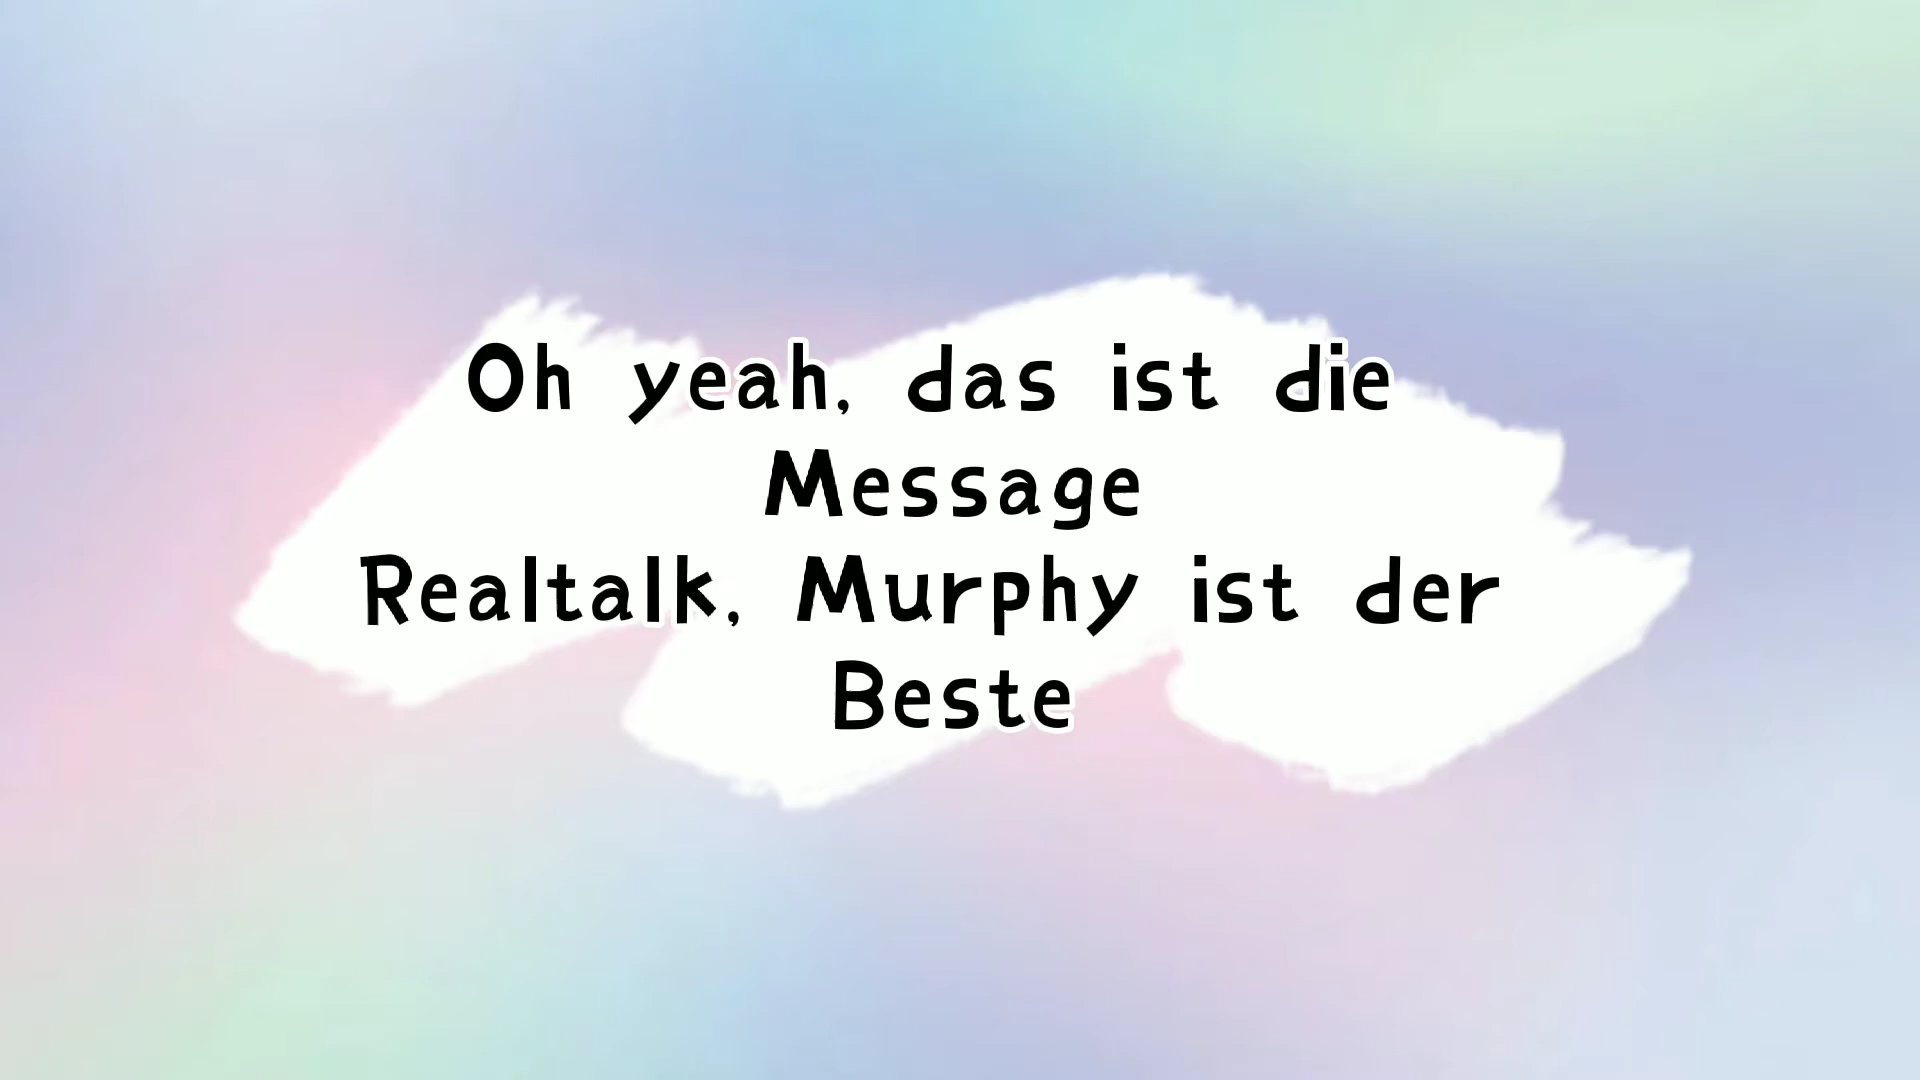 Oh yeah, das ist die
Message
Realtalk, Murphy ist der
Beste